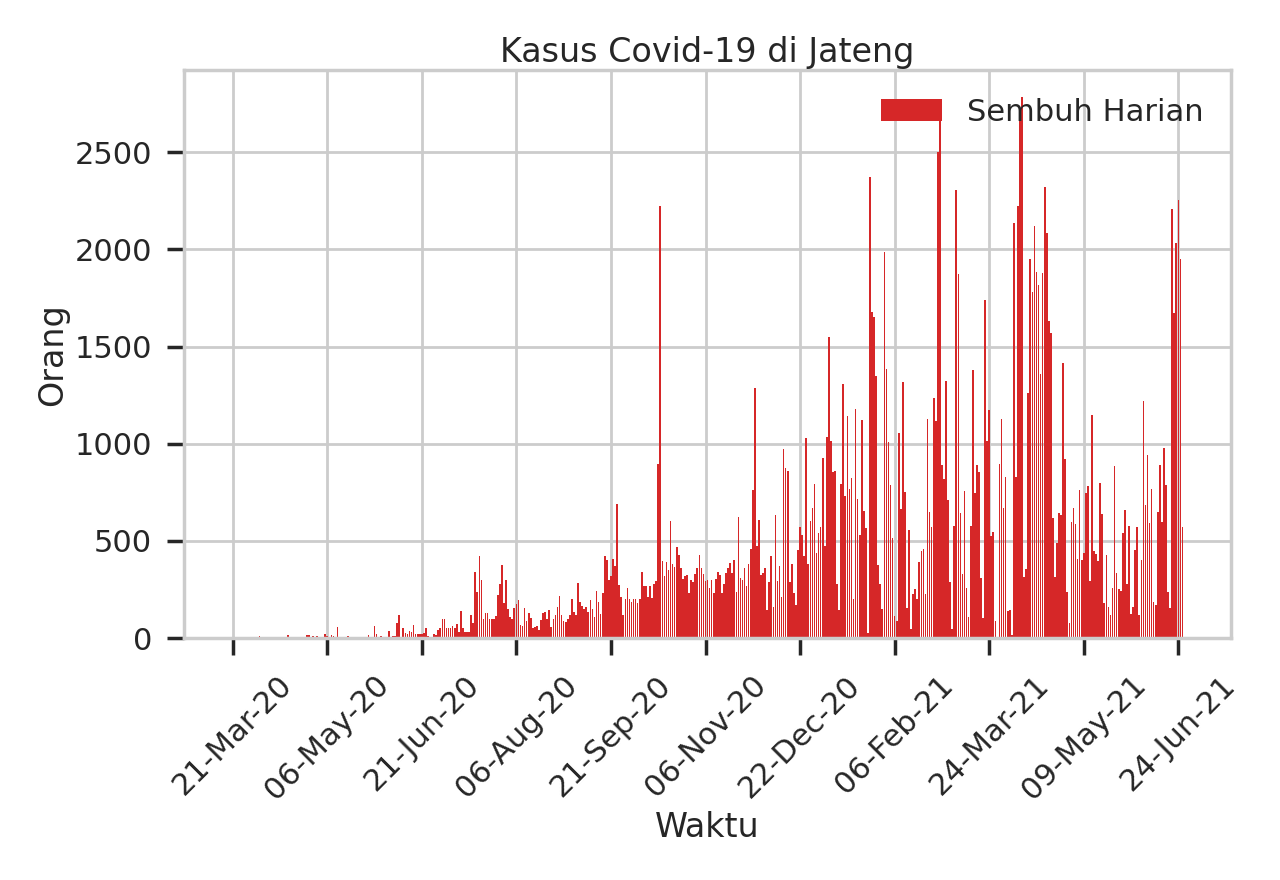 Kasus Covid-19 di Jateng
Sembuh Harian
Orang
2500
2000
1500
1000
500
0
21-Mar-20
06-May-20
21-Jun-20
06-Aug-20
21-Sep-20
06-Nov-20
22-Dec-20
06-Feb-21
24-Mar-21
09-May-21
24-Jun-21
Waktu